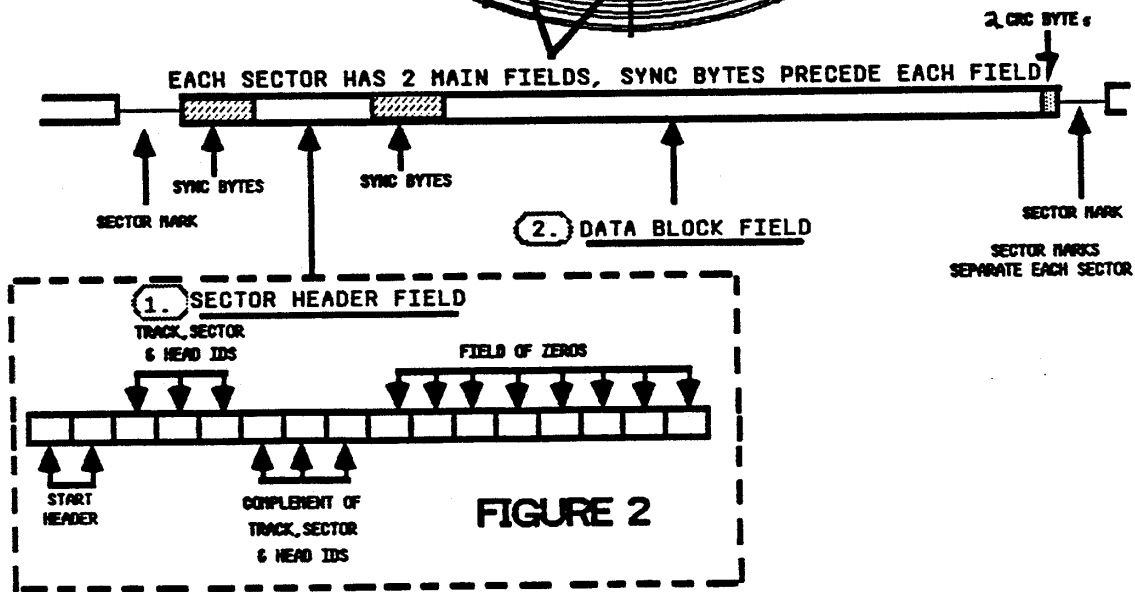 2 CRC BYTES
EACH SECTOR HAS 2 MAIN FIELDS, SYNC BYTES PRECEDE EACH FIELD
SYNC BYTES
SYNC BYTES
SECTOR MARK
SECTOR MARK
2. DATA BLOCK FIELD
SECTOR MARKS
SEPARATE EACH SECTOR
1. SECTOR HEADER FIELD
TRACK,SECTOR
& HEAD IDS
FIELD OF ZEROS
START
HEADER
COMPLEMENT OF
TRACK,SECTOR
& HEAD IDS
FIGURE 2